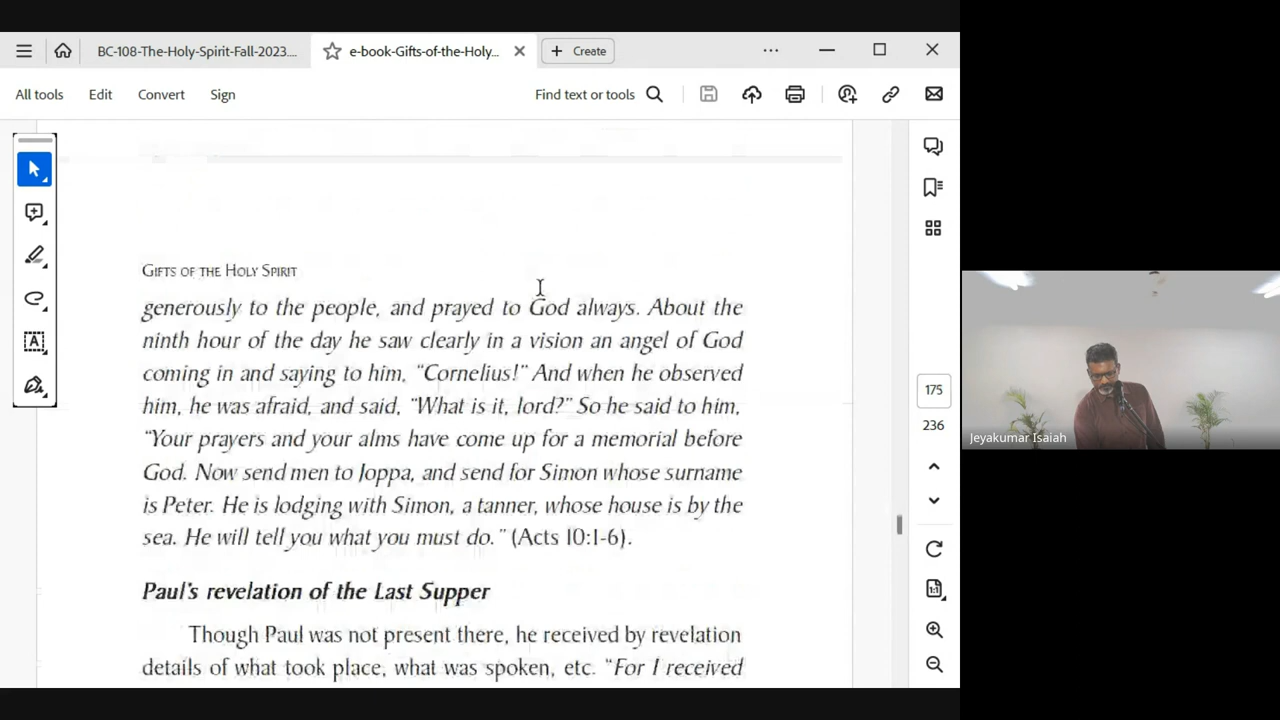 BC-108-The-Holy-Spirit-Fall-2023....
e-book-Gifts-of-the-Holy...
Create
All tools
Edit
Convert
Sign
Find text or tools
GIFTS OF THE HOLY SPIRIT
generously to the people, and prayed to God always. About the
ninth hour of the day he saw clearly in a vision an angel of God
coming in and saying to him, “Cornelius!” And when he observed
him, he was afraid, and said, “What is it, lord?” So he said to him,
“Your prayers and your alms have come up for a memorial before
God. Now send men to Joppa, and send for Simon whose surname
is Peter. He is lodging with Simon, a tanner, whose house is by the
sea. He will tell you what you must do.” (Acts 10:1-6).
Paul’s revelation of the Last Supper
Though Paul was not present there, he received by revelation
details of what took place, what was spoken, etc. “For I received
175
236
1:1
Jeyakumar Isaiah